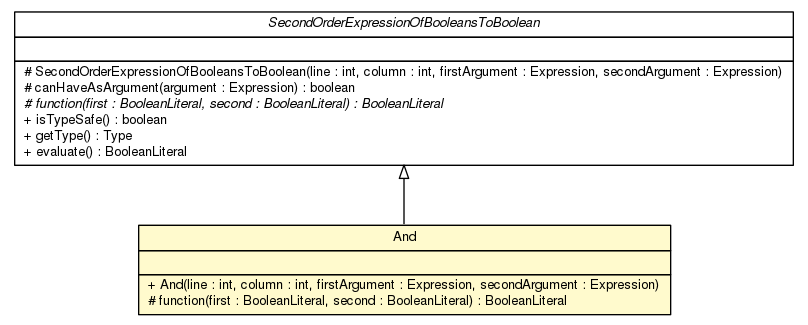 SecondOrderExpressionOfBooleansToBoolean
# SecondOrderExpressionOfBooleansToBoolean(line : int, column : int, firstArgument : Expression, secondArgument : Expression)
# canHaveAsArgument(argument : Expression) : boolean
# function(first : BooleanLiteral, second : BooleanLiteral) : BooleanLiteral
+ isTypeSafe() : boolean
+ getType() : Type
+ evaluate() : BooleanLiteral
And
+ And(line : int, column : int, firstArgument : Expression, secondArgument : Expression)
# function(first : BooleanLiteral, second : BooleanLiteral) : BooleanLiteral